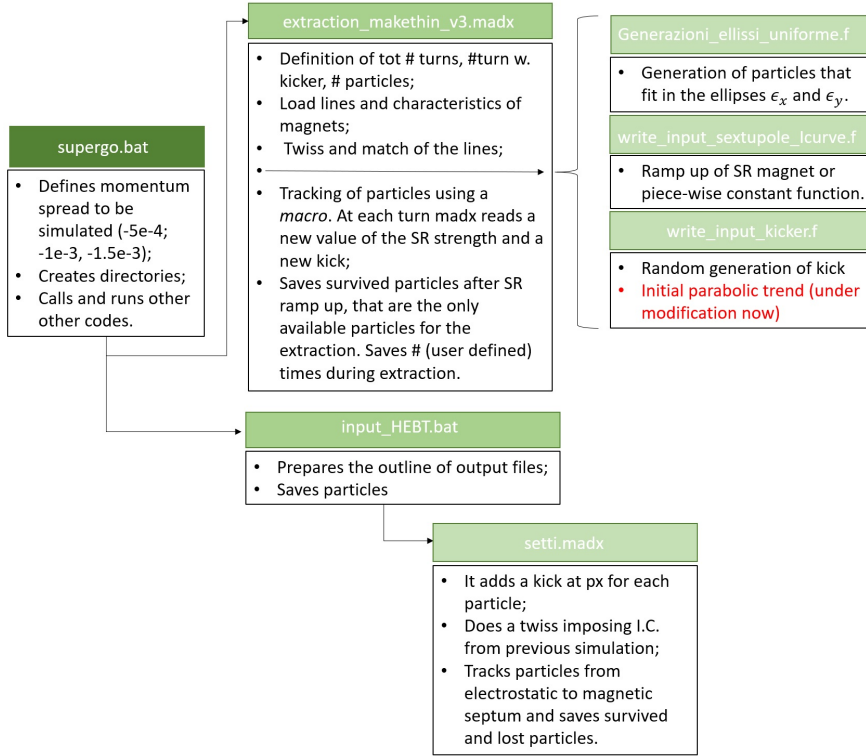 supergo.bat
• Defines momentum
spread to be
simulated (-5e-4;
-1e-3, -1.5e-3);
• Creates directories;
• Calls and runs other
other codes.
extraction_makethin_v3.madx
• Definition of tot # turns, #turn w.
kicker, # particles;
• Load lines and characteristics of
magnets;
• Twiss and match of the lines;
•
• Tracking of particles using a
macro. At each turn madx reads a
new value of the SR strength and a
new kick;
• Saves survived particles after SR
ramp up, that are the only
available particles for the
extraction. Saves # (user defined)
times during extraction.
Generazioni_ellissi_uniforme.f
• Generation of particles that
fit in the ellipses ϵx and ϵy.
write_input_sextupole_lcurve.f
• Ramp up of SR magnet or
piece-wise constant function.
write_input_kicker.f
• Random generation of kick
• Initial parabolic trend (under
modification now)
input_HEBT.bat
• Prepares the outline of output files;
• Saves particles
setti.madx
• It adds a kick at px for each
particle;
• Does a twiss imposing I.C.
from previous simulation;
• Tracks particles from
electrostatic to magnetic
septum and saves survived
and lost particles.